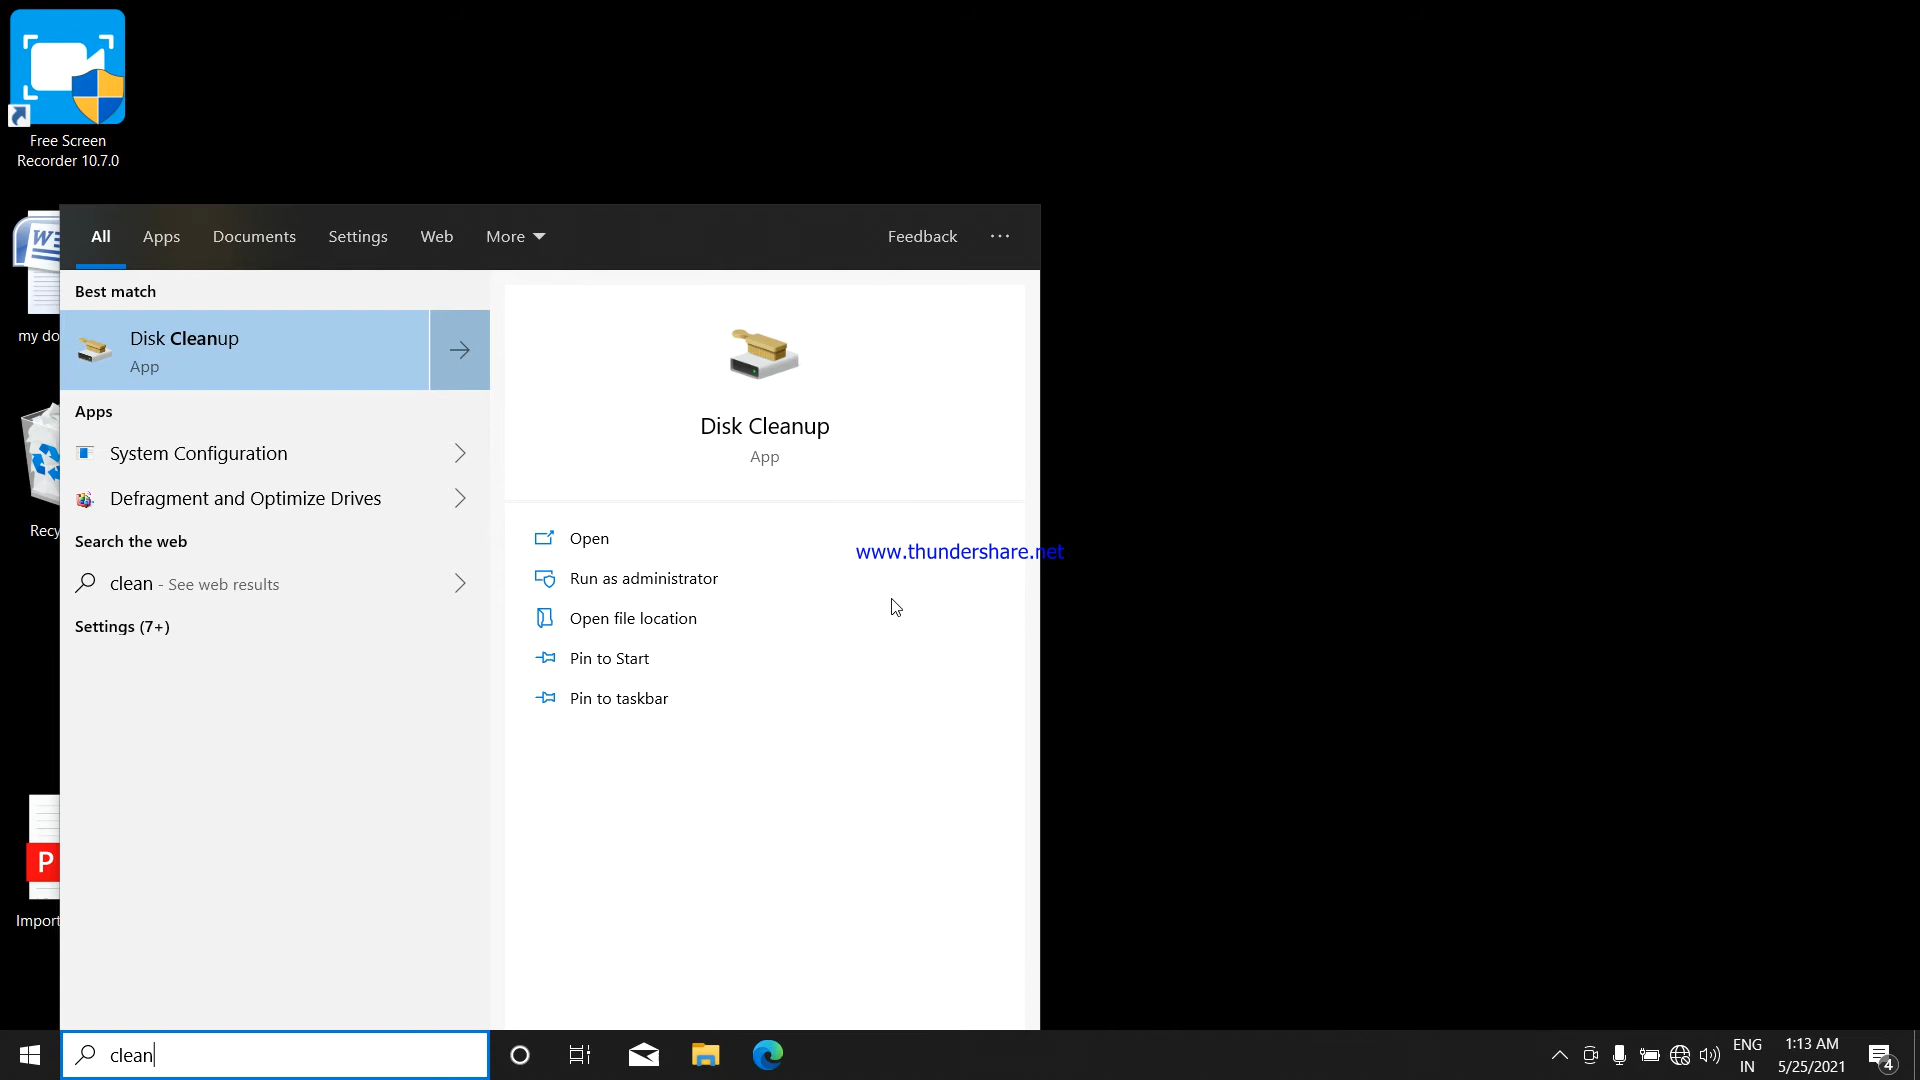 Free Screen
Recorder 10.7.0
W
my do
Recy
P
Import
All
Apps
Documents
Settings
Web
More
Feedback
Best match
Disk Cleanup
App
Apps
System Configuration
Defragment and Optimize Drives
Search the web
clean - See web results
Settings (7+)
Disk Cleanup
App
Open
www.thundershare.net
Run as administrator
Open file location
Pin to Start
Pin to taskbar
clean
ENG
IN
1:13 AM
5/25/2021
4